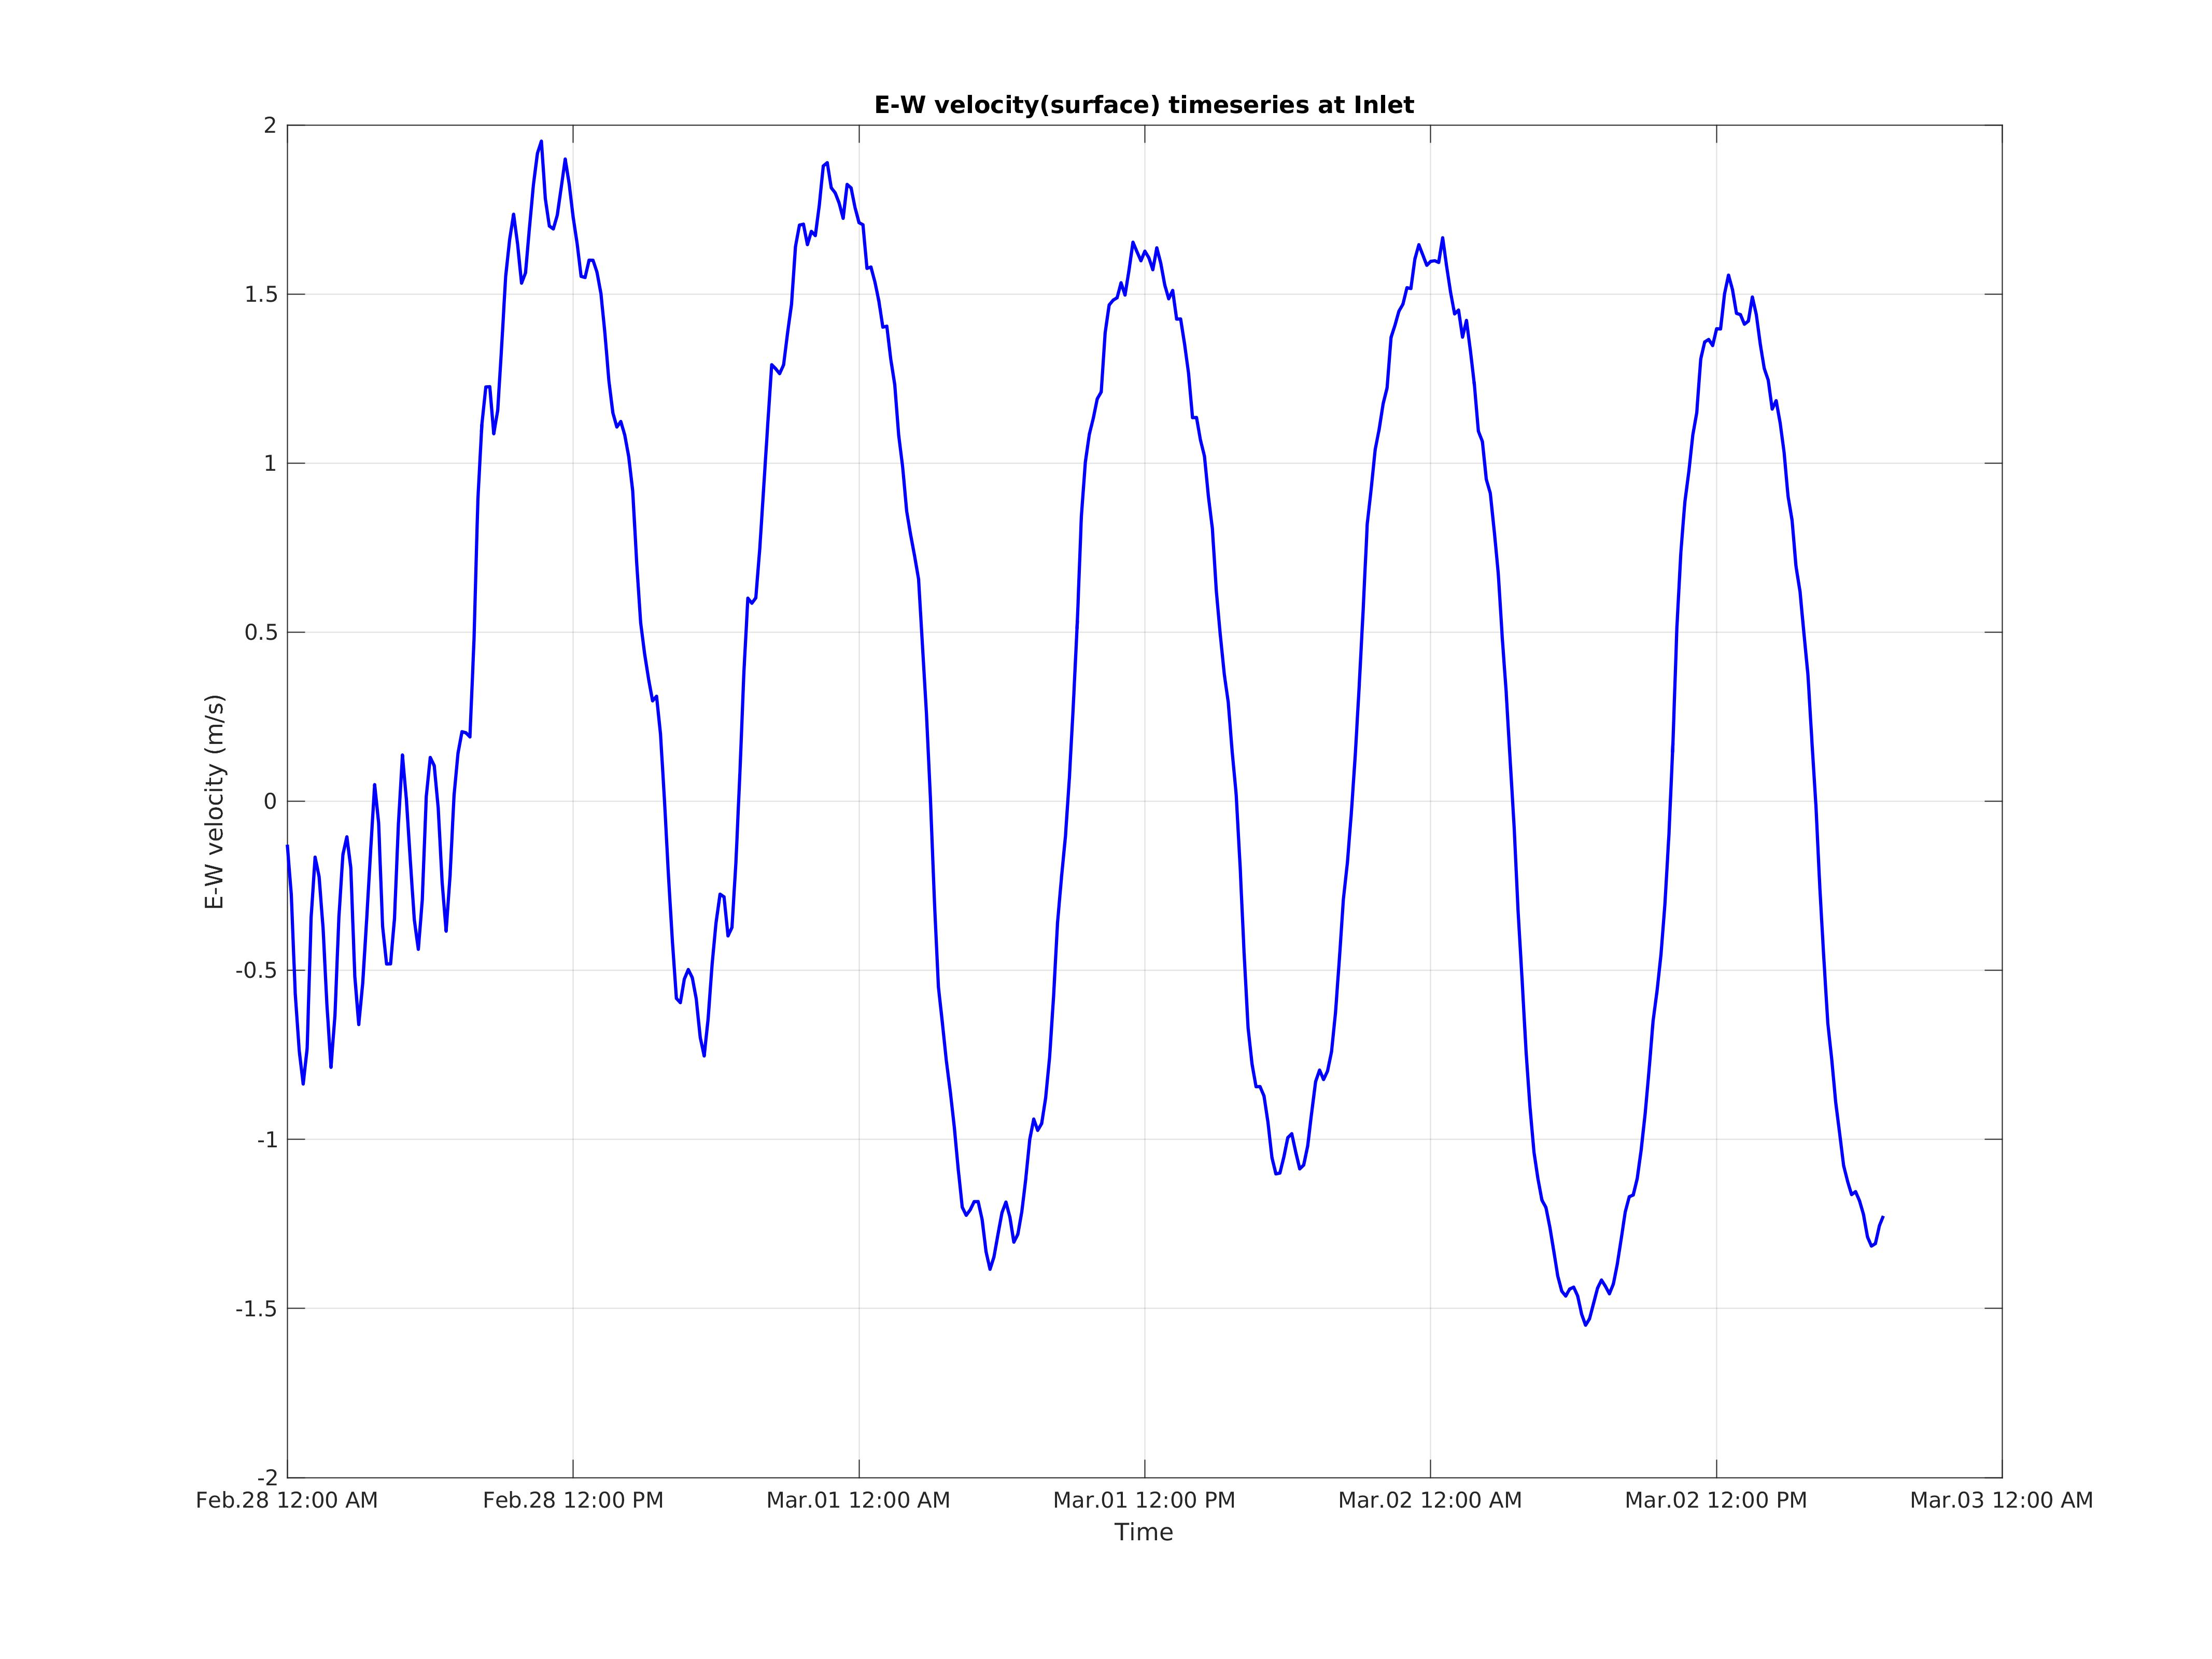 E-W velocity(surface) timeseries at Inlet
2
1.5
1
0.5
0
-0.5
-1
-1.5
-2
E-W velocity (m/s)
Feb.28 12:00 AM
Feb.28 12:00 PM
Mar.01 12:00 AM
Mar.01 12:00 PM
Mar.02 12:00 AM
Mar.02 12:00 PM
Mar.03 12:00 AM
Time